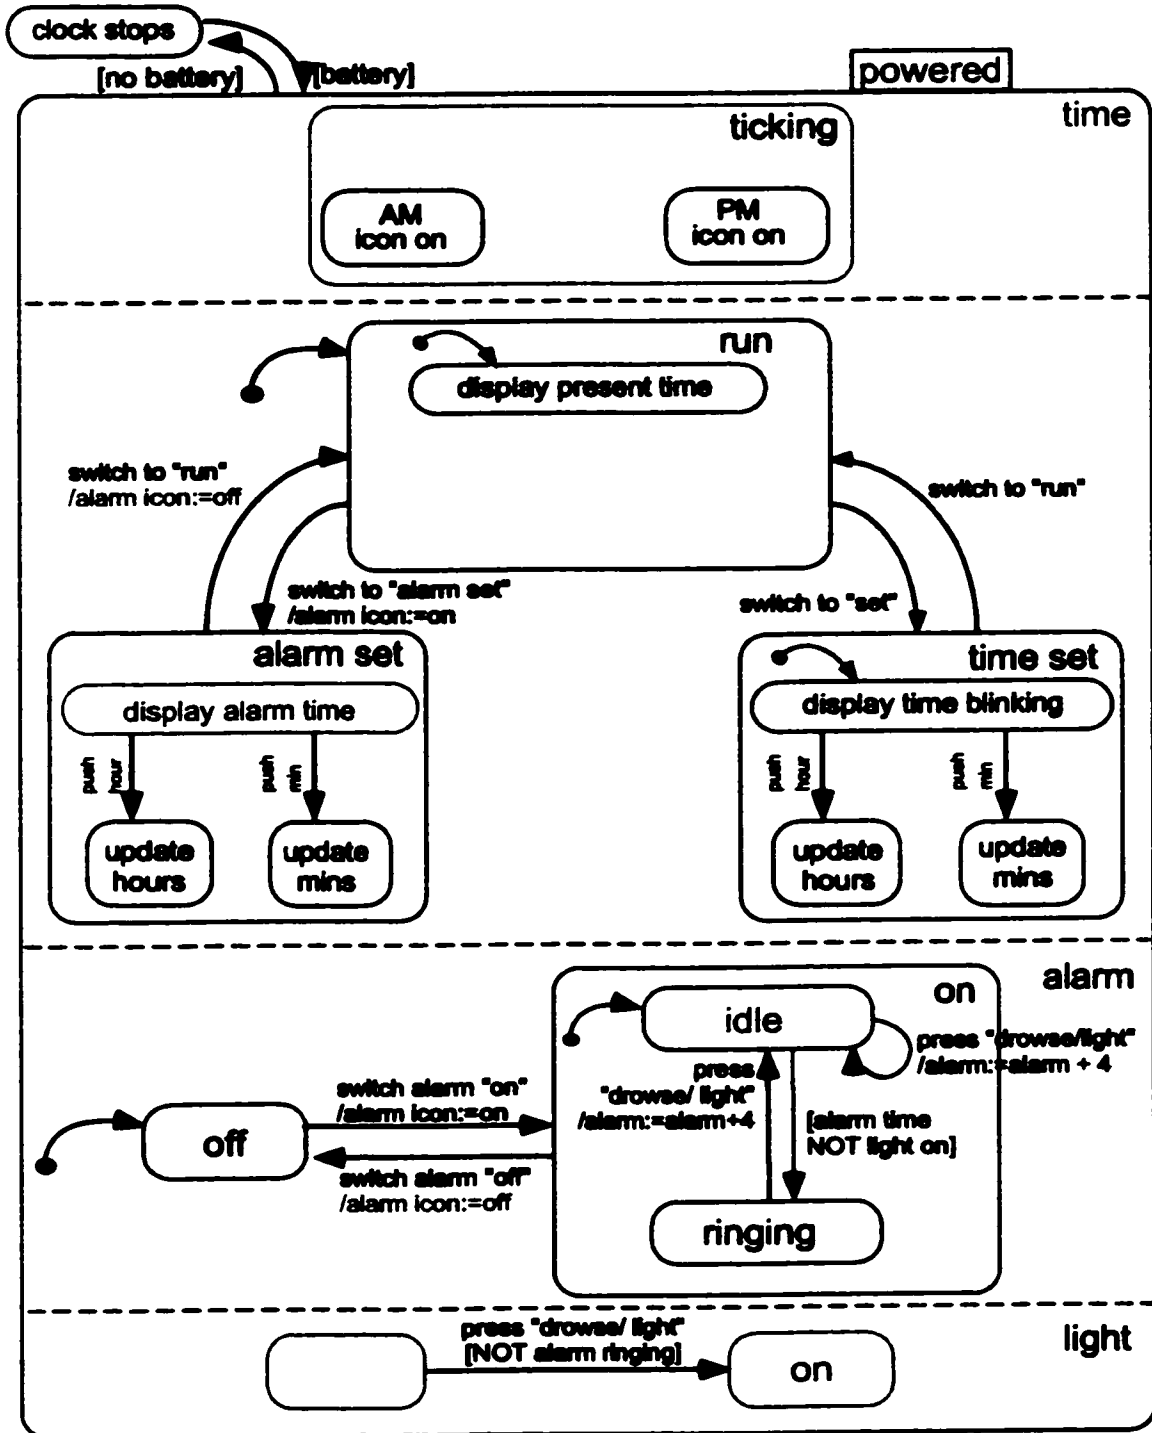 clock stops
[no battery]
[battery]
powered
time
ticking
AM
icon on
PM
icon on
run
display present time
switch to "run"
/alarm icon:=off
switch to "run"
switch to "alarm set"
/alarm icon:=on
switch to "set"
alarm set
time set
display alarm time
display time blinking
push
hour
push
min
push
hour
push
min
update
hours
update
mins
update
hours
update
mins
alarm
on
idle
press "drowse/light"
/alarm:=alarm + 4
press
"drowse/ light"
/alarm:=alarm+4
switch alarm "on"
/alarm icon:=on
[alarm time
NOT light on]
off
switch alarm "off"
/alarm icon:=off
ringing
press "drowse/ light"
[NOT alarm ringing]
light
on